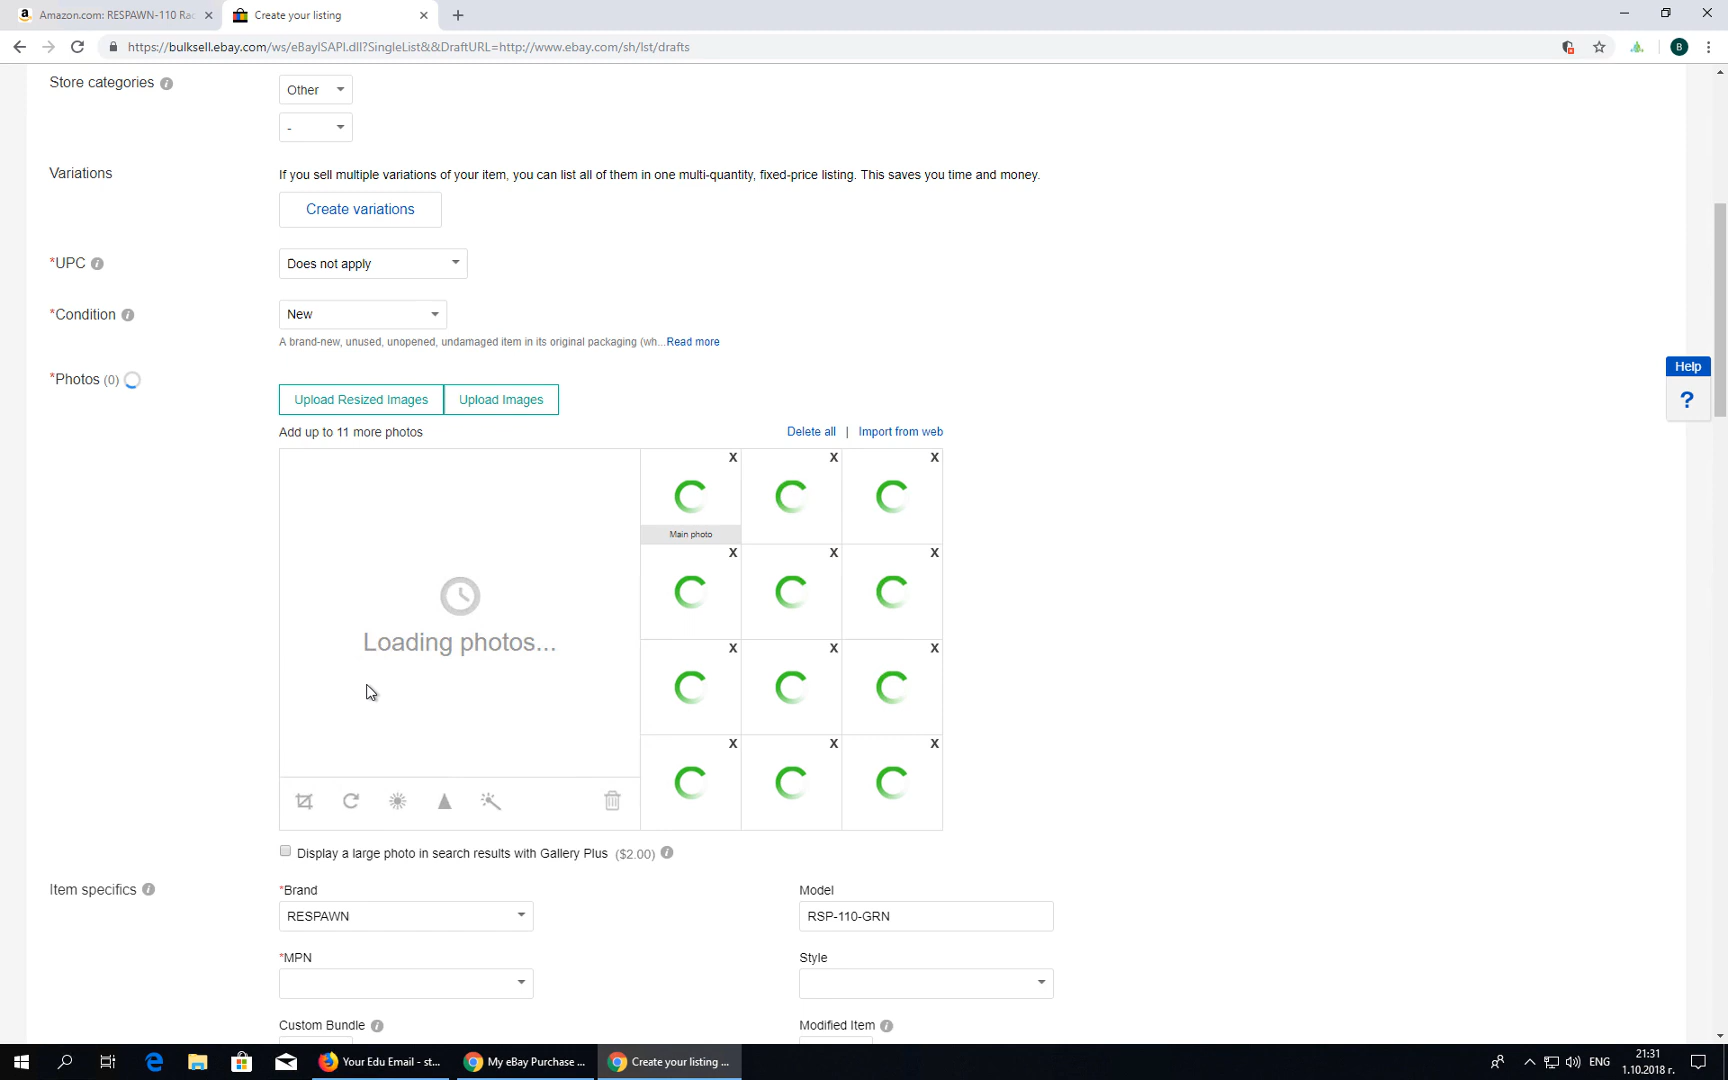 Amazon.com: RESPAWN-110 Rac
Create your listing
https://bulksell.ebay.com/ws/eBayISAPI.dll?SingleList&&DraftURL=http://www.ebay.com/sh/lst/drafts
B
Store categories
Other
-
Variations
If you sell multiple variations of your item, you can list all of them in one multi-quantity, fixed-price listing. This saves you time and money.
Create variations
*UPC
Does not apply
*Condition
New
A brand-new, unused, unopened, undamaged item in its original packaging (wh...Read more
Help
?
*Photos (0)
Upload Resized Images
Upload Images
Add up to 11 more photos
Delete all | Import from web
X X X
Main photo
X X X
Loading photos...
X X X
X X X
Display a large photo in search results with Gallery Plus ($2.00)
Item specifics
*Brand
Model
RESPAWN
RSP-110-GRN
*MPN
Style
Custom Bundle
Modified Item
Your Edu Email - st...
My eBay Purchase ...
Create your listing ...
ENG
21:31
1.10.2018 г.